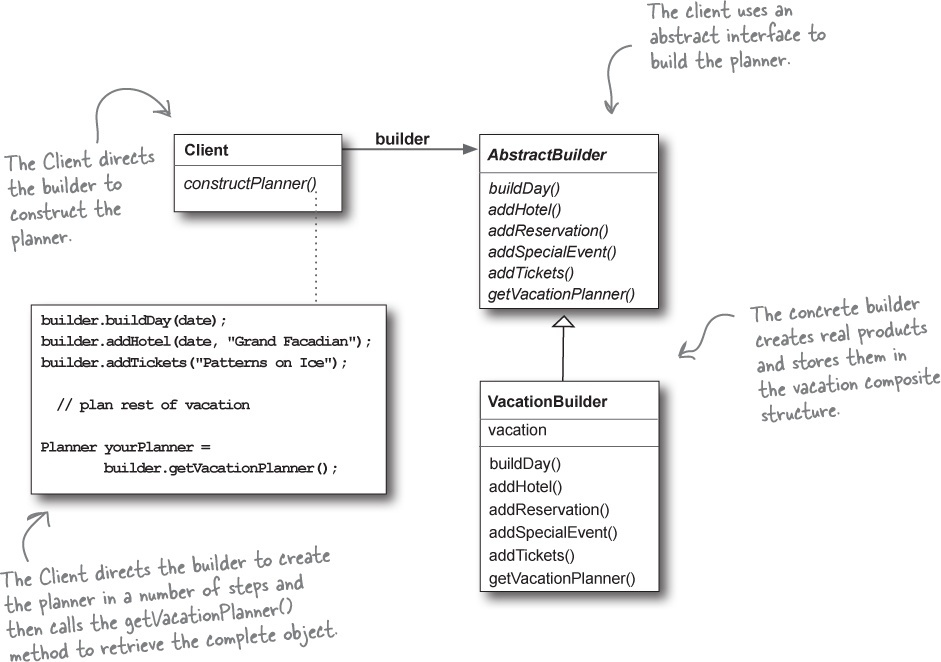 The client uses an
abstract interface to
build the planner.
The Client directs
the builder to
construct the
planner.
Client
constructPlanner()
builder
AbstractBuilder
buildDay()
addHotel()
addReservation()
addSpecialEvent()
addTickets()
getVacationPlanner()
builder.buildDay(date);
builder.addHotel(date, "Grand Facadian");
builder.addTickets("Patterns on Ice");
// plan rest of vacation
Planner yourPlanner =
builder.getVacationPlanner();
The concrete builder
creates real products
and stores them in
the vacation composite
structure.
VacationBuilder
vacation
buildDay()
addHotel()
addReservation()
addSpecialEvent()
addTickets()
getVacationPlanner()
The Client directs the builder to create
the planner in a number of steps and
then calls the getVacationPlanner()
method to retrieve the complete object.